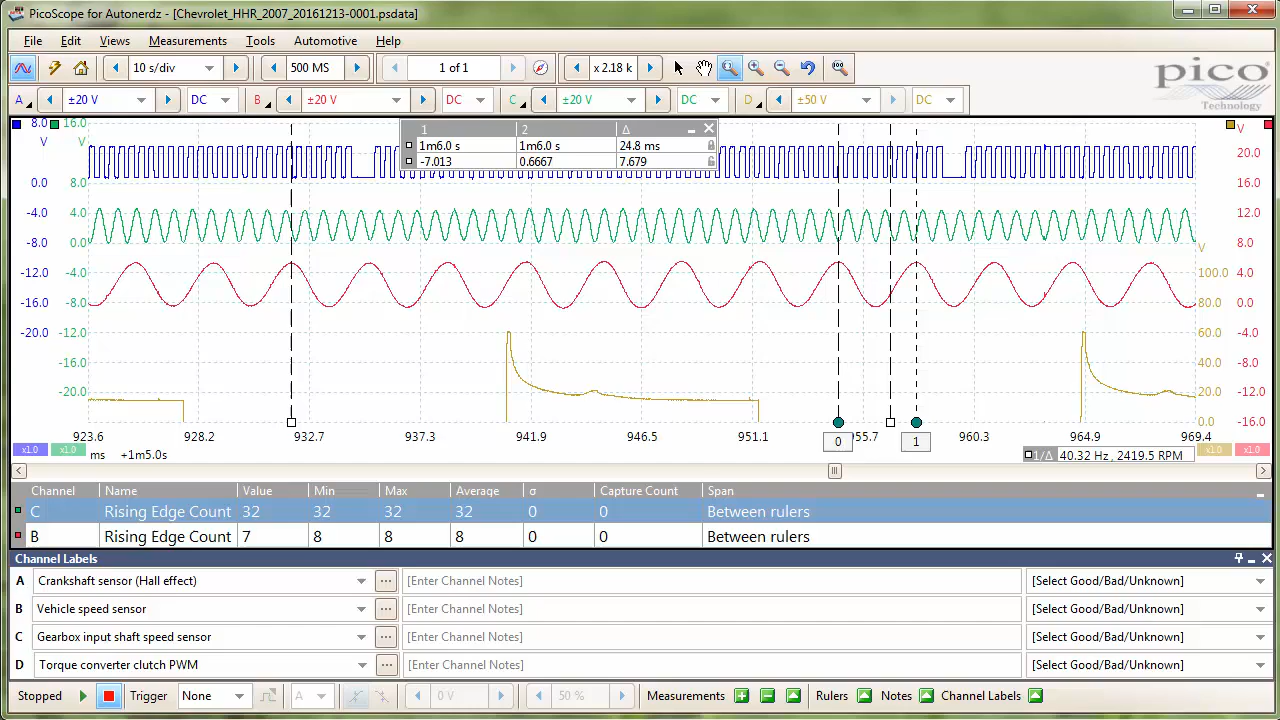 PicoScope for Autonerdz - [Chevrolet_HHR_2007_20161213-0001.psdata]
File Edit Views Measurements Tools Automotive Help
10 s/div 500 MS 1 of 1 x 2.18 k
pico
Technology
A ±20 V DC B ±20 V DC C ±20 V DC D ±50 V DC
1 2 Δ
1m6.0 s 1m6.0 s 24.8 ms
-7.013 0.6667 7.679
8.0 16.0 V
V V 20.0
0.0 8.0 16.0
-4.0 4.0 12.0
-8.0 0.0 8.0
V
-12.0 -4.0 100.0 4.0
-16.0 -8.0 80.0 0.0
-20.0 -12.0 60.0 -4.0
-16.0 40.0 -8.0
-20.0 20.0 -12.0
0.0 -16.0
923.6 928.2 932.7 937.3 941.9 946.5 951.1 955.7 960.3 964.9 969.4
0 1
x1.0 x1.0 ms +1m5.0s 1/Δ 40.32 Hz , 2419.5 RPM x1.0 x1.0
Channel Name Value Min Max Average σ Capture Count Span
C Rising Edge Count 32 32 32 32 0 0 Between rulers
B Rising Edge Count 7 8 8 8 0 0 Between rulers
Channel Labels
A Crankshaft sensor (Hall effect) ... [Enter Channel Notes] [Select Good/Bad/Unknown]
B Vehicle speed sensor ... [Enter Channel Notes] [Select Good/Bad/Unknown]
C Gearbox input shaft speed sensor ... [Enter Channel Notes] [Select Good/Bad/Unknown]
D Torque converter clutch PWM ... [Enter Channel Notes] [Select Good/Bad/Unknown]
Stopped Trigger None A 0 V 50 % Measurements Rulers Notes Channel Labels